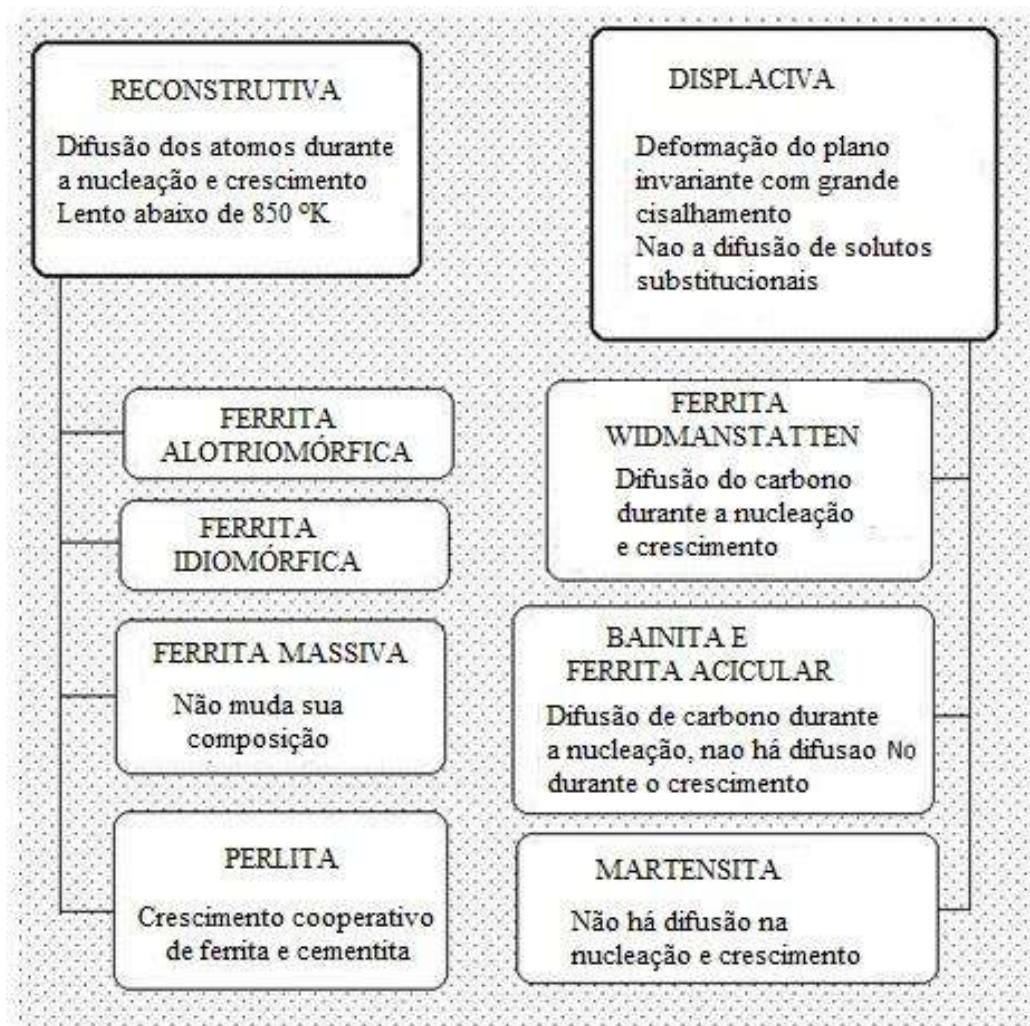 RECONSTRUTIVA
Difusão dos atomos durante
a nucleação e crescimento
Lento abaixo de 850 ºK
FERRITA
ALOTRIOMÓRFICA
FERRITA
IDIOMÓRFICA
FERRITA MASSIVA
Não muda sua
composição
PERLITA
Crescimento cooperativo
de ferrita e cementita
DISPLACIVA
Deformação do plano
invariante com grande
cisalhamento
Nao a difusão de solutos
substitucionais
FERRITA
WIDMANSTATTEN
Difusão do carbono
durante a nucleação
e crescimento
BAINITA E
FERRITA ACICULAR
Difusão de carbono durante
a nucleação, nao há difusao No
durante o crescimento
MARTENSITA
Não há difusão na
nucleação e crescimento